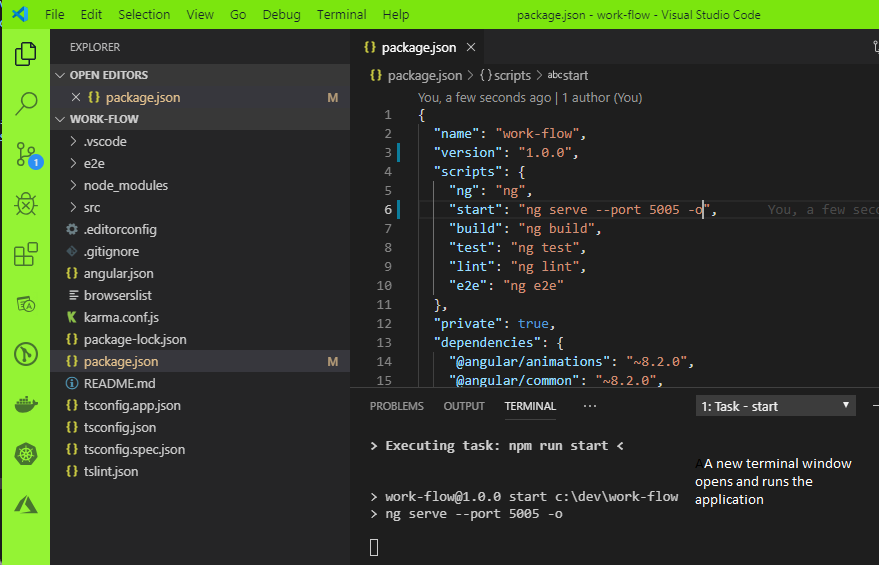 File Edit Selection View Go Debug Terminal Help package.json - work-flow - Visual Studio Code
EXPLORER
OPEN EDITORS
{} package.json M
WORK-FLOW
.vscode
e2e
node_modules
src
.editorconfig
.gitignore
{} angular.json
browserslist
karma.conf.js
{} package-lock.json
{} package.json M
README.md
{} tsconfig.app.json
{} tsconfig.json
{} tsconfig.spec.json
{} tslint.json
1
{} package.json
{} package.json > {} scripts > abc start
You, a few seconds ago | 1 author (You)
1 {
2 "name": "work-flow",
3 "version": "1.0.0",
4 "scripts": {
5 "ng": "ng",
6 "start": "ng serve --port 5005 -o", You, a few seco
7 "build": "ng build",
8 "test": "ng test",
9 "lint": "ng lint",
10 "e2e": "ng e2e"
11 },
12 "private": true,
13 "dependencies": {
14 "@angular/animations": "~8.2.0",
15 "@angular/common": "~8.2.0",
PROBLEMS OUTPUT TERMINAL ... 1: Task - start
> Executing task: npm run start <
> work-flow@1.0.0 start c:\dev\work-flow
> ng serve --port 5005 -o
AA new terminal window
opens and runs the
application